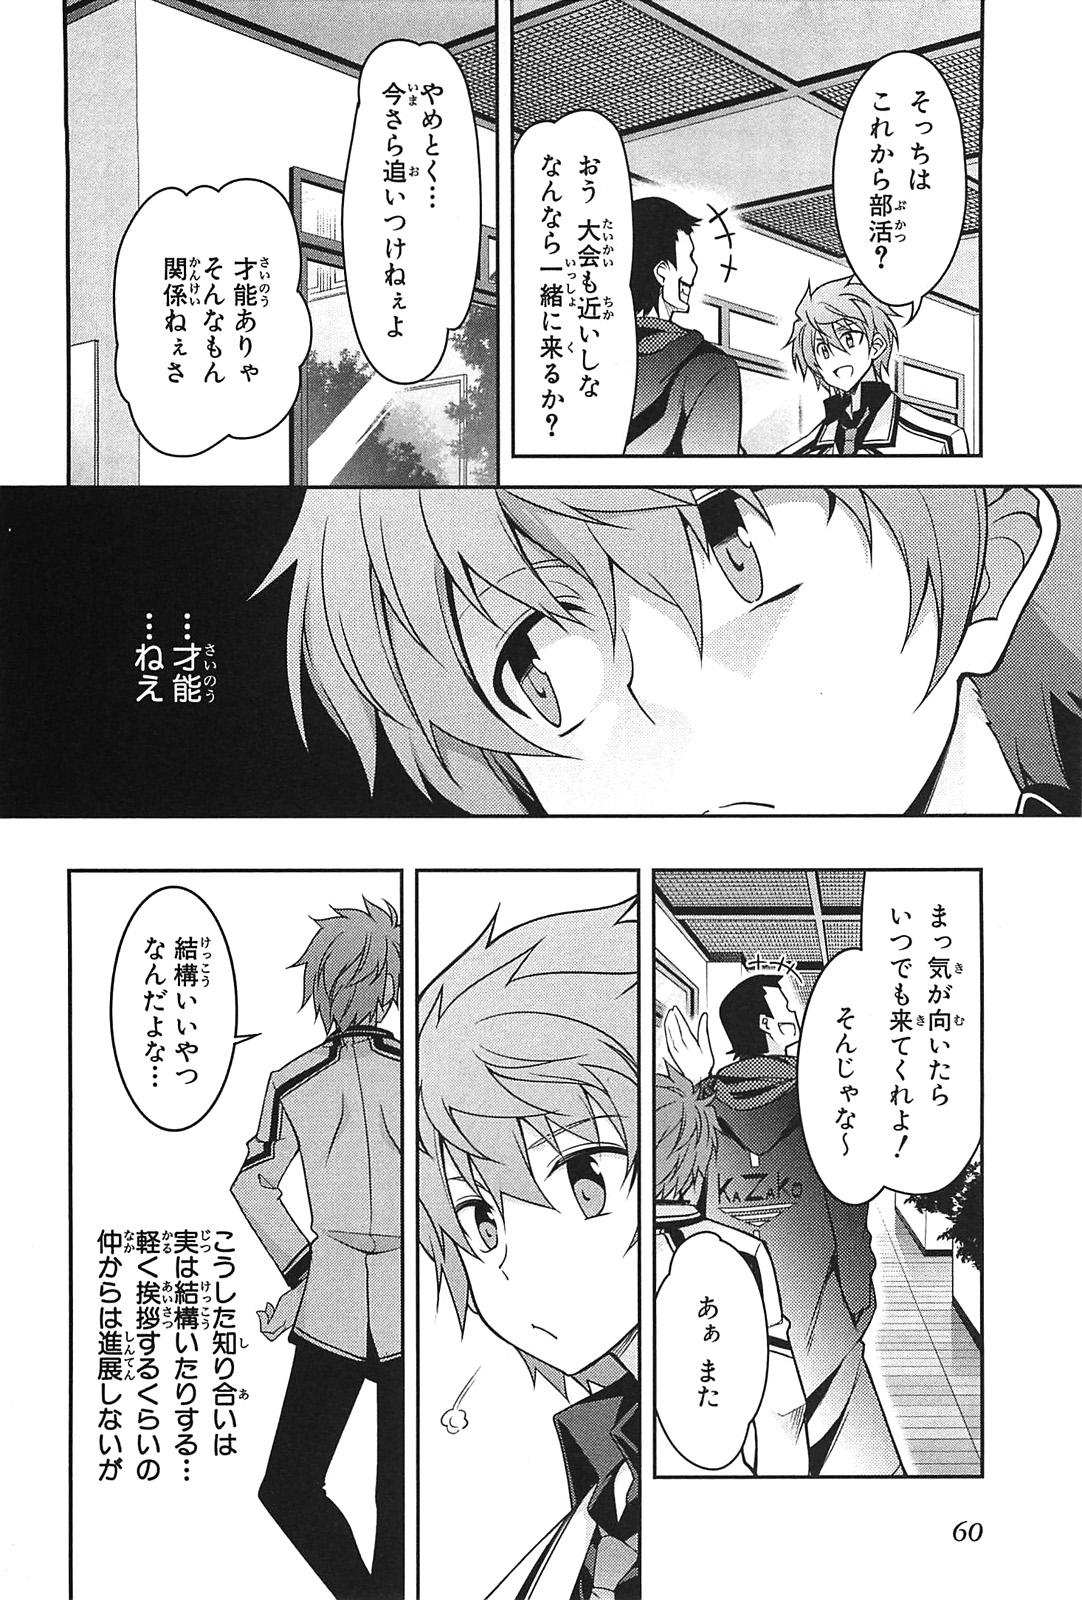 そっちは
これから部活？
おう 大会も近いしな
なんなら一緒に来るか？
やめとく…
今さら追いつけねぇよ
才能ありゃ
そんなもん
関係ねぇさ
…才能
…ねえ
まっ気が向いたら
いつでも来てくれよ！
そんじゃな～
KAZAKO
あぁ また
結構いいやつ
なんだよな…
こうした知り合いは
実は結構いたりする…
軽く挨拶するくらいの
仲からは進展しないが
60